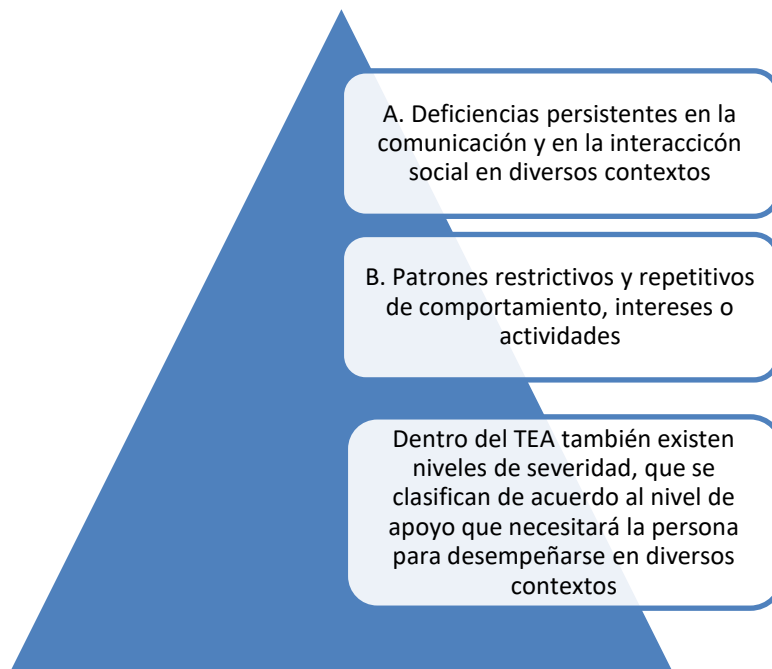 A. Deficiencias persistentes en la
comunicación y en la interaccicón
social en diversos contextos
B. Patrones restrictivos y repetitivos
de comportamiento, intereses o
actividades
Dentro del TEA también existen
niveles de severidad, que se
clasifican de acuerdo al nivel de
apoyo que necesitará la persona
para desempeñarse en diversos
contextos